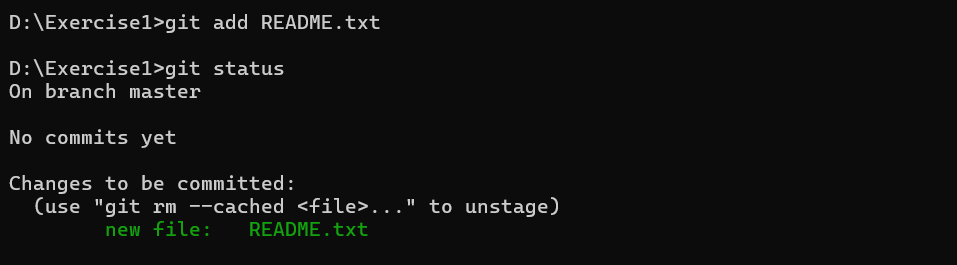 D:\Exercise1>git add README.txt
D:\Exercise1>git status
On branch master
No commits yet
Changes to be committed:
  (use "git rm --cached <file>..." to unstage)
        new file:   README.txt